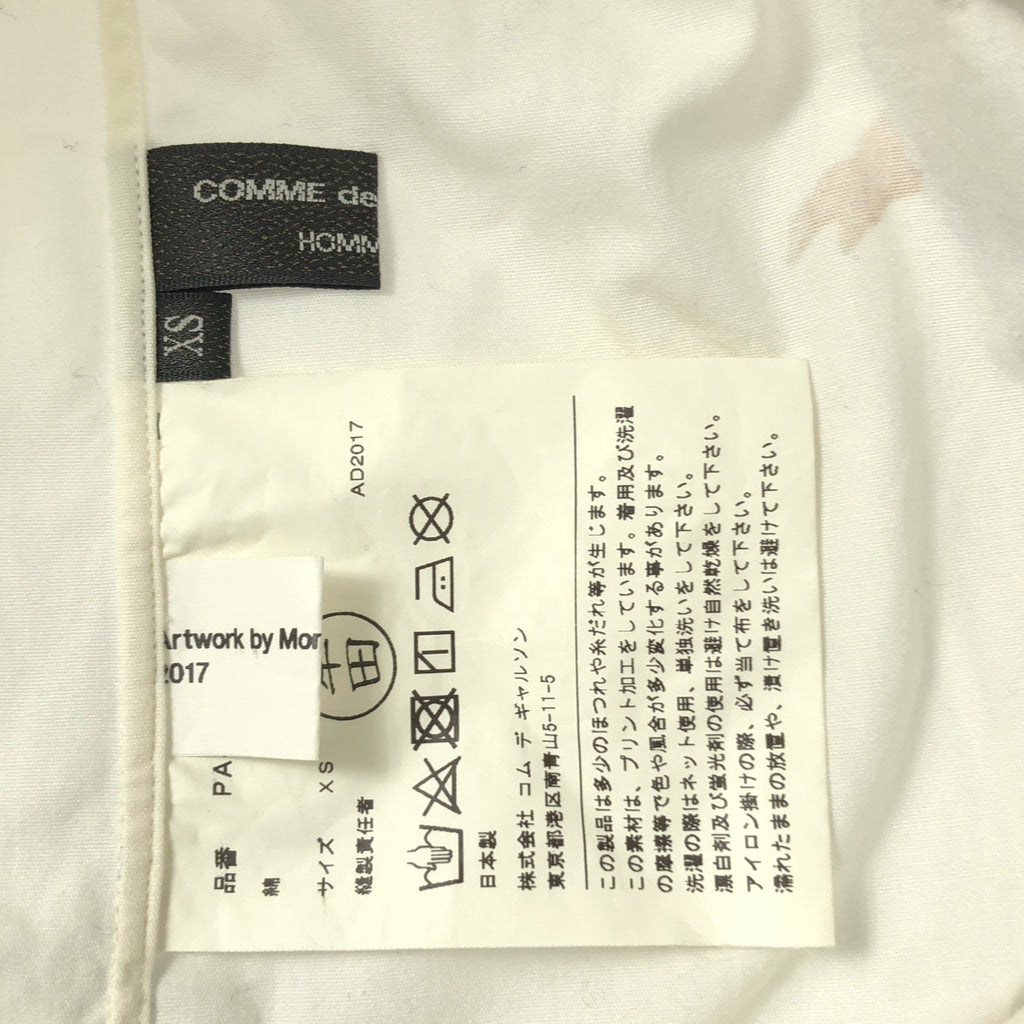 COMME de
HOMM
XS
Artwork by Mor
2017
品番 PA
AD2017
綿
サイズ XS
縫製責任者
日本製
株式会社 コム デ ギャルソン
東京都港区南青山5-11-5
この製品は多少のほつれや糸だれ等が生じます。
この素材は、プリント加工をしています。着用及び洗濯
の摩擦等で色や風合が多少変化する事があります。
洗濯の際はネット使用、単独洗いをして下さい。
漂白剤及び蛍光剤の使用は避け自然乾燥をして下さい。
アイロン掛けの際、必ず当て布をして下さい。
濡れたままの放置や、漬け置き洗いは避けて下さい。